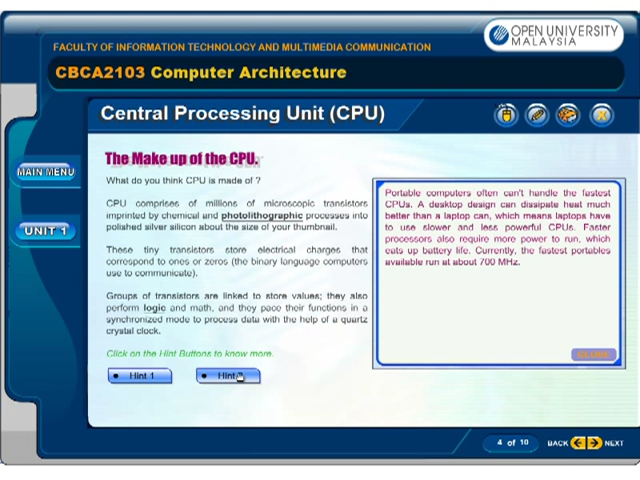 OPEN UNIVERSITY
MALAYSIA
FACULTY OF INFORMATION TECHNOLOGY AND MULTIMEDIA COMMUNICATION
CBCA2103 Computer Architecture
Central Processing Unit (CPU)
MAIN MENU
UNIT 1
The Make up of the CPU.
What do you think CPU is made of ?
CPU comprises of millions of microscopic transistors
imprinted by chemical and photolithographic processes into
polished silver silicon about the size of your thumbnail.
These tiny transistors store electrical charges that
correspond to ones or zeros (the binary language computers
use to communicate).
Groups of transistors are linked to store values; they also
perform logic and math, and they pace their functions in a
synchronized mode to process data with the help of a quartz
crystal clock.
Click on the Hint Buttons to know more.
Hint 1
Hint
Portable computers often can't handle the fastest
CPUs. A desktop design can dissipate heat much
better than a laptop can, which means laptops have
to use slower and less powerful CPUs. Faster
processors also require more power to run, which
eats up battery life. Currently, the fastest portables
available run at about 700 MHz.
CLOSE
4 of 10
BACK
NEXT